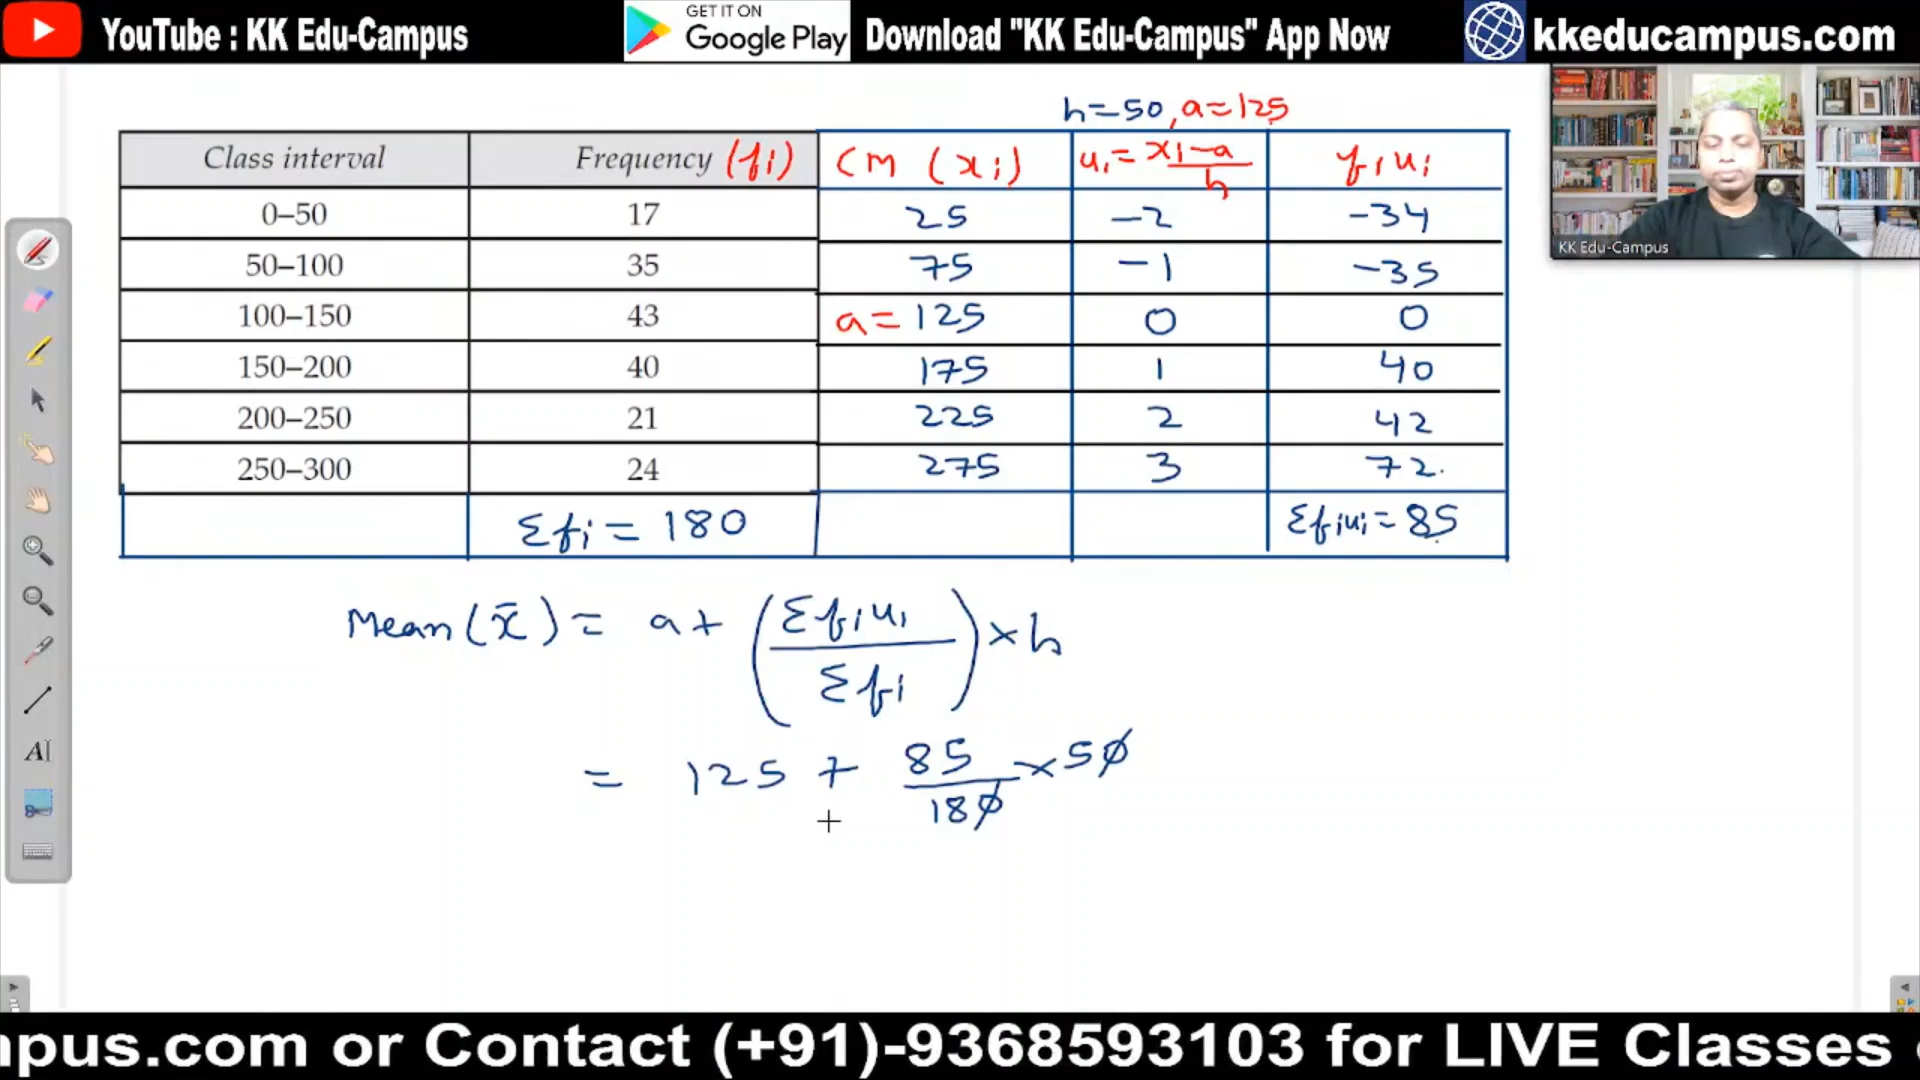 YouTube : KK Edu-Campus
GET IT ON
Google Play
Download "KK Edu-Campus" App Now
kkeducampus.com
h=50, a=125
Class interval Frequency (fi) CM (xi) ui = xi-a/h fiui
0–50 17 25 -2 -34
50–100 35 75 -1 -35
100–150 43 a= 125 0 0
150–200 40 175 1 40
200–250 21 225 2 42
250–300 24 275 3 72.
Σfi = 180 Σfiui = 85
KK Edu-Campus
Mean (x̄) = a + (Σfiui/Σfi) × h
= 125 + 85/180 × 50
AI
mpus.com or Contact (+91)-9368593103 for LIVE Classes